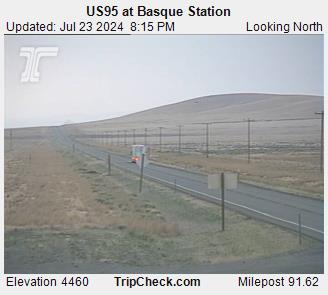 US95 at Basque Station
Updated: Jul 23 2024 8:15 PM Looking North
Elevation 4460 TripCheck.com Milepost 91.62